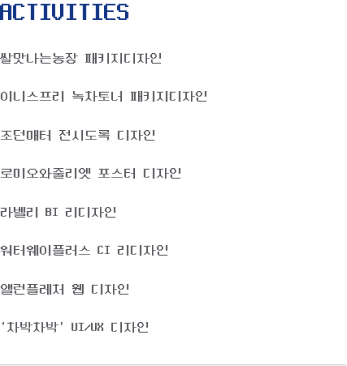 ACTIVITIES
쌀맛나는농장 패키지디자인
이니스프리 녹차토너 패키지디자인
조던매터 전시도록 디자인
로미오와줄리엣 포스터 디자인
라벨리 BI 리디자인
워터웨이플러스 CI 리디자인
앨런플레처 웹 디자인
'차박차박' UI/UX 디자인